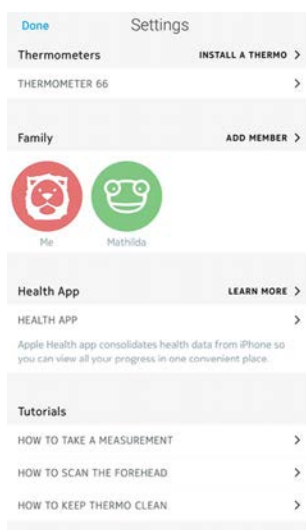 Done Settings
Thermometers INSTALL A THERMO >
THERMOMETER 66 >
Family ADD MEMBER >
Me Mathilda
Health App LEARN MORE >
HEALTH APP >
Apple Health app consolidates health data from iPhone so
you can view all your progress in one convenient place.
Tutorials
HOW TO TAKE A MEASUREMENT >
HOW TO SCAN THE FOREHEAD >
HOW TO KEEP THERMO CLEAN >